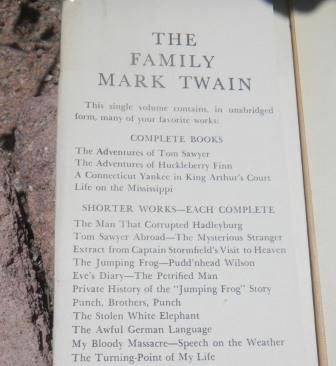 THE
FAMILY
MARK TWAIN
This single volume contains, in unabridged
form, many of your favorite works:
COMPLETE BOOKS
The Adventures of Tom Sawyer
The Adventures of Huckleberry Finn
A Connecticut Yankee in King Arthur's Court
Life on the Mississippi
SHORTER WORKS—EACH COMPLETE
The Man That Corrupted Hadleyburg
Tom Sawyer Abroad—The Mysterious Stranger
Extract from Captain Stormfield's Visit to Heaven
The Jumping Frog—Pudd'nhead Wilson
Eve's Diary—The Petrified Man
Private History of the "Jumping Frog" Story
Punch, Brothers, Punch
The Stolen White Elephant
The Awful German Language
My Bloody Massacre—Speech on the Weather
The Turning-Point of My Life